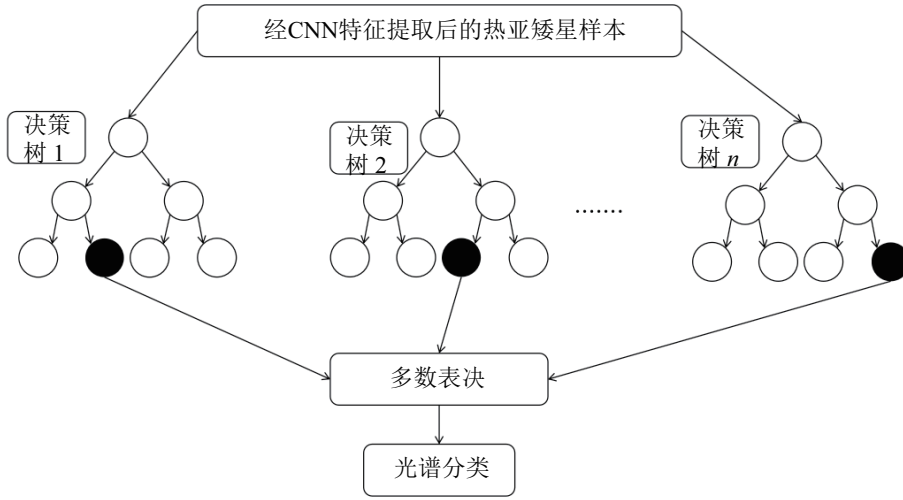 经CNN特征提取后的热亚矮星样本
决策
树 1
决策
树 2
决策
树 n
.......
多数表决
光谱分类